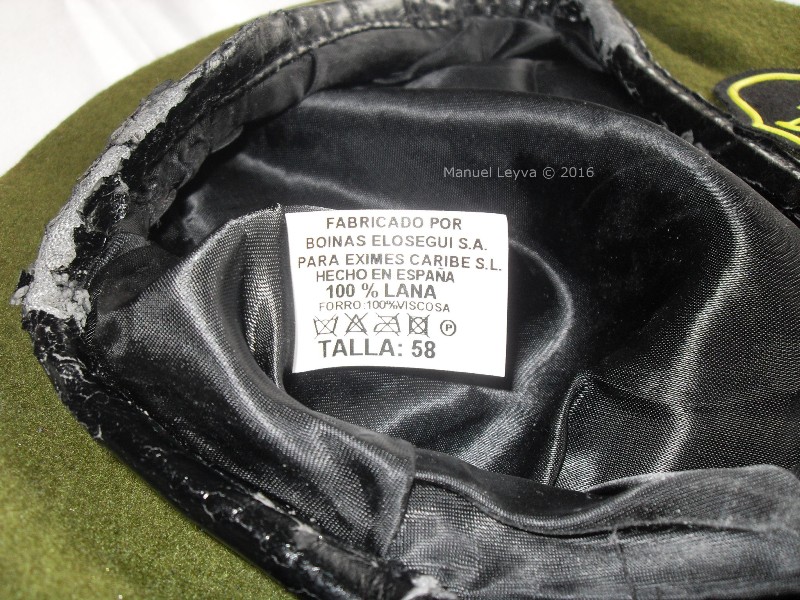 Manuel Leyva © 2016
FABRICADO POR
BOINAS ELOSEGUI S.A.
PARA EXIMES CARIBE S.L.
HECHO EN ESPAÑA
100 % LANA
FORRO:100%VISCOSA
P
TALLA: 58